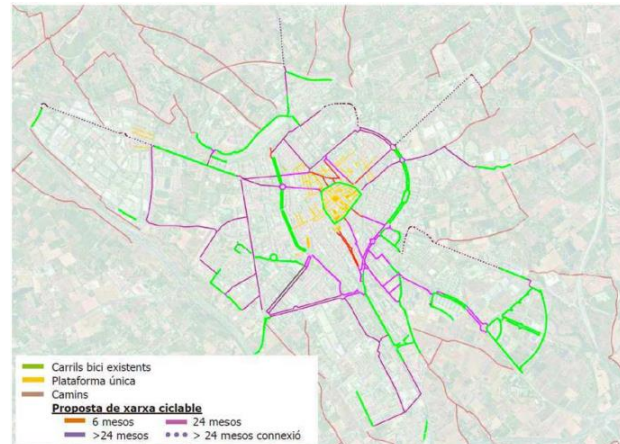 Carrils bici existents
Plataforma única
Camins
Proposta de xarxa ciclable
6 mesos
24 mesos
>24 mesos
> 24 mesos connexió